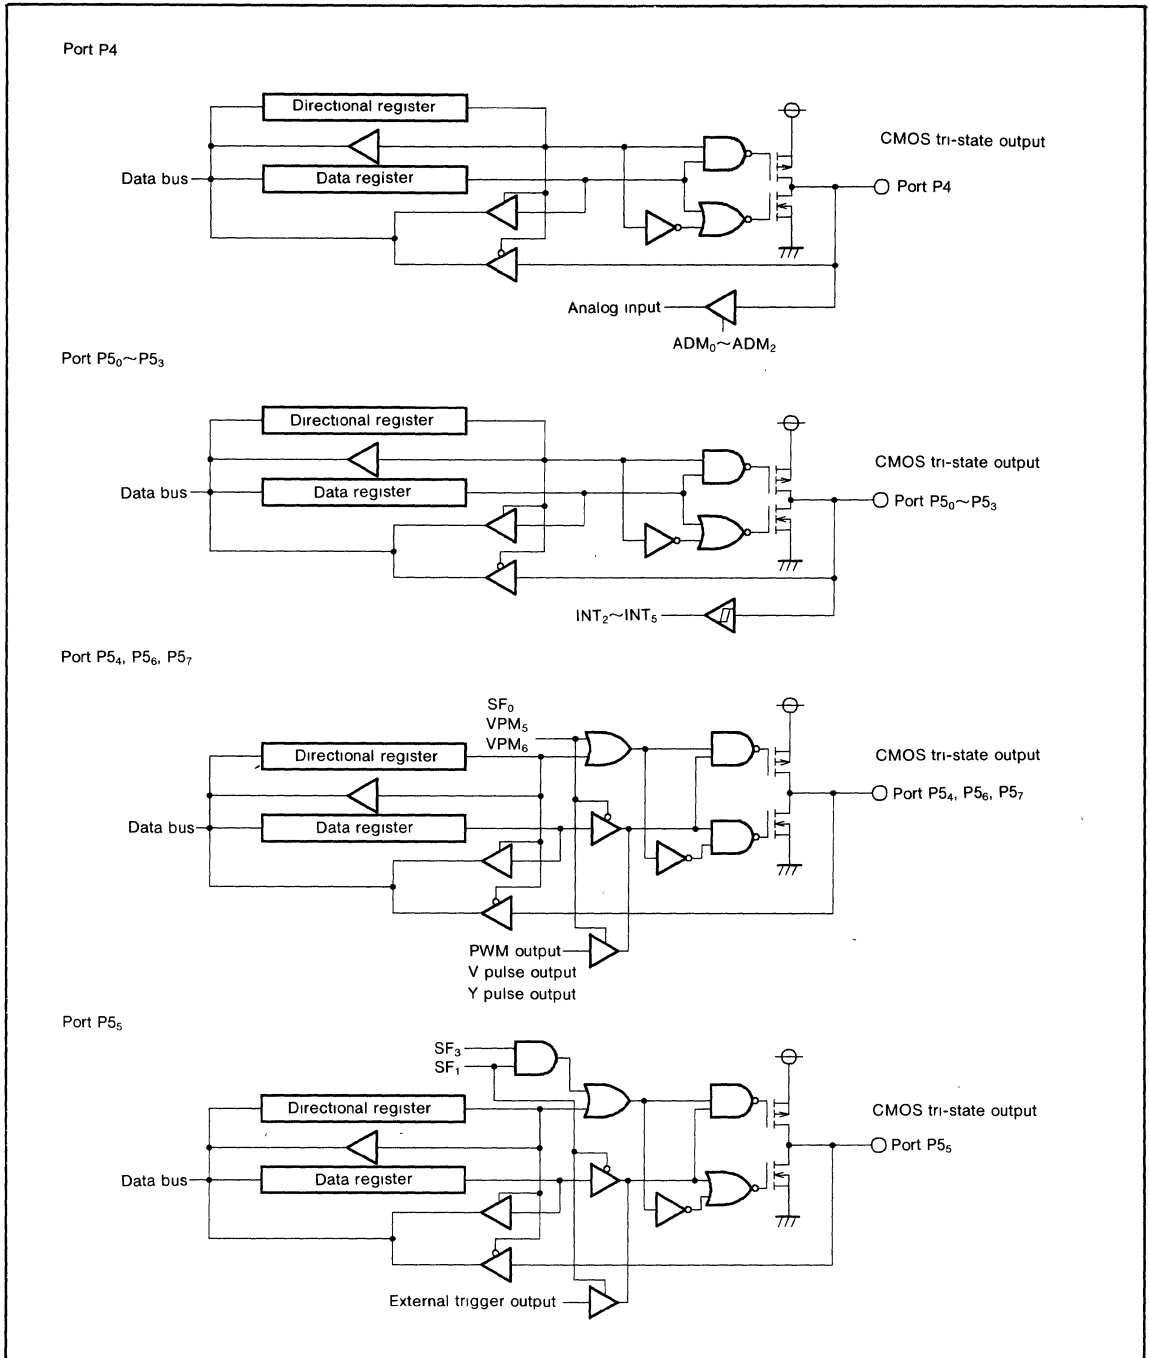 Port P4
Directional register
CMOS tri-state output
Data bus
Data register
Port P4
Analog input
ADM₀～ADM₂
Port P5₀～P5₃
Directional register
CMOS tri-state output
Data bus
Data register
Port P5₀～P5₃
INT₂～INT₅
Port P5₄, P5₆, P5₇
SF₀
VPM₅
VPM₆
Directional register
CMOS tri-state output
Port P5₄, P5₆, P5₇
Data bus
Data register
PWM output
V pulse output
Y pulse output
Port P5₅
SF₃
SF₁
Directional register
CMOS tri-state output
Port P5₅
Data bus
Data register
External trigger output